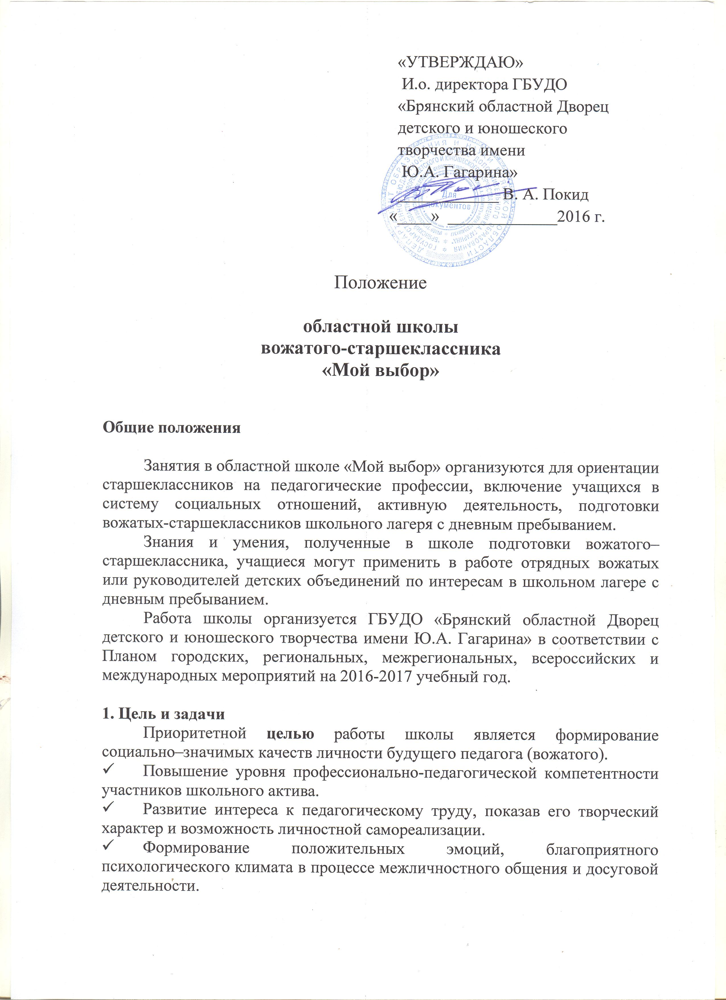 «УТВЕРЖДАЮ»
И.о. директора ГБУДО
«Брянский областной Дворец
детского и юношеского
творчества имени
Ю.А. Гагарина»
______________ В. А. Покид
«____» _____________2016 г.
Для
документов
Положение
областной школы
вожатого-старшеклассника
«Мой выбор»
Общие положения
Занятия в областной школе «Мой выбор» организуются для ориентации
старшеклассников на педагогические профессии, включение учащихся в
систему социальных отношений, активную деятельность, подготовки
вожатых-старшеклассников школьного лагеря с дневным пребыванием.
Знания и умения, полученные в школе подготовки вожатого–
старшеклассника, учащиеся могут применить в работе отрядных вожатых
или руководителей детских объединений по интересам в школьном лагере с
дневным пребыванием.
Работа школы организуется ГБУДО «Брянский областной Дворец
детского и юношеского творчества имени Ю.А. Гагарина» в соответствии с
Планом городских, региональных, межрегиональных, всероссийских и
международных мероприятий на 2016-2017 учебный год.
1. Цель и задачи
Приоритетной целью работы школы является формирование
социально–значимых качеств личности будущего педагога (вожатого).
✓ Повышение уровня профессионально-педагогической компетентности
участников школьного актива.
✓ Развитие интереса к педагогическому труду, показав его творческий
характер и возможность личностной самореализации.
✓ Формирование положительных эмоций, благоприятного
психологического климата в процессе межличностного общения и досуговой
деятельности.